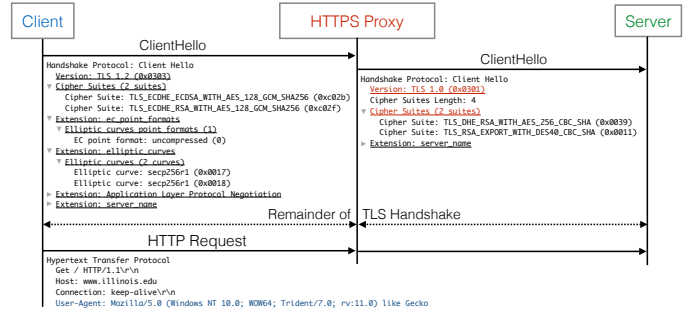 Client
HTTPS Proxy
Server
ClientHello
Handshake Protocol: Client Hello
Version: TLS 1.2 (0x0303)
Cipher Suites (2 suites)
Cipher Suite: TLS_ECDHE_ECDSA_WITH_AES_128_GCM_SHA256 (0xc02b)
Cipher Suite: TLS_ECDHE_RSA_WITH_AES_128_GCM_SHA256 (0xc02f)
Extension: ec_point_formats
Elliptic curves point formats (1)
EC point format: uncompressed (0)
Extension: elliptic_curves
Elliptic curves (2 curves)
Elliptic curve: secp256r1 (0x0017)
Elliptic curve: secp256r1 (0x0018)
Extension: Application Layer Protocol Negotiation
Extension: server_name
ClientHello
Handshake Protocol: Client Hello
Version: TLS 1.0 (0x0301)
Cipher Suites Length: 4
Cipher Suites (2 suites)
Cipher Suite: TLS_DHE_RSA_WITH_AES_256_CBC_SHA (0x0039)
Cipher Suite: TLS_RSA_EXPORT_WITH_DES40_CBC_SHA (0x0011)
Extension: server_name
Remainder of TLS Handshake
HTTP Request
Hypertext Transfer Protocol
Get / HTTP/1.1\r\n
Host: www.illinois.edu
Connection: keep-alive\r\n
User-Agent: Mozilla/5.0 (Windows NT 10.0; WOW64; Trident/7.0; rv:11.0) like Gecko